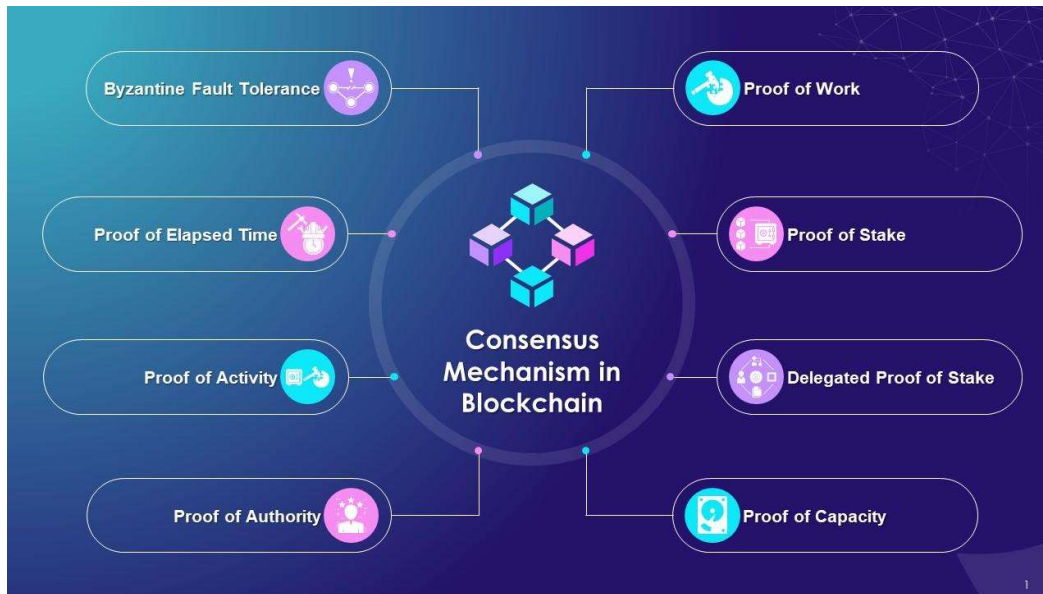 Byzantine Fault Tolerance
Proof of Work
Proof of Elapsed Time
Proof of Stake
Consensus
Mechanism in
Blockchain
Proof of Activity
Delegated Proof of Stake
Proof of Authority
Proof of Capacity
1